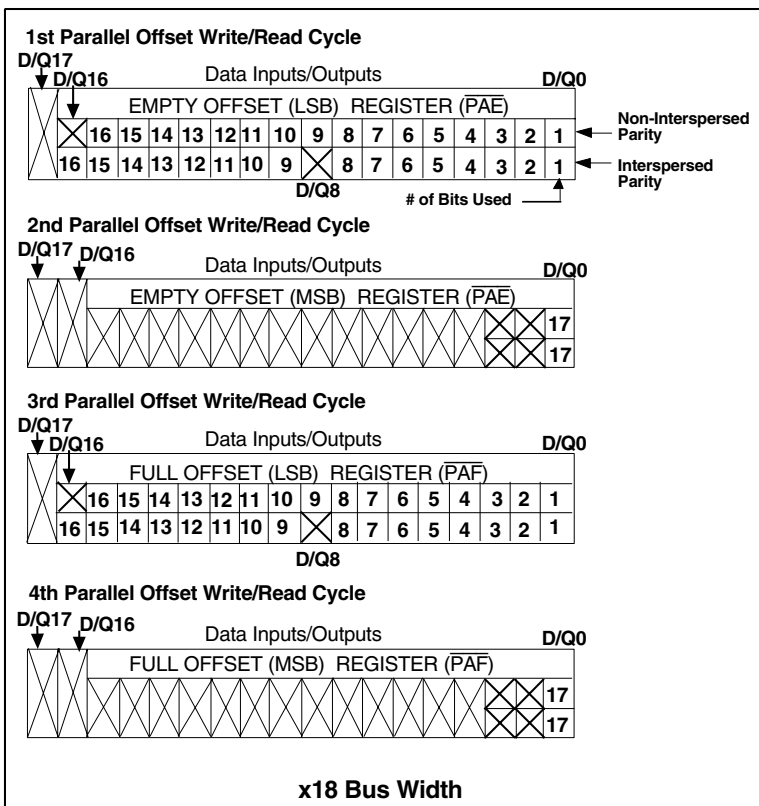 1st Parallel Offset Write/Read Cycle
D/Q17
D/Q16
Data Inputs/Outputs
D/Q0
EMPTY OFFSET (LSB) REGISTER (PAE)
16 15 14 13 12 11 10 9 8 7 6 5 4 3 2 1
Non-Interspersed Parity
16 15 14 13 12 11 10 9 8 7 6 5 4 3 2 1
Interspersed Parity
D/Q8
# of Bits Used
2nd Parallel Offset Write/Read Cycle
D/Q17
D/Q16
Data Inputs/Outputs
D/Q0
EMPTY OFFSET (MSB) REGISTER (PAE)
17
17
3rd Parallel Offset Write/Read Cycle
D/Q17
D/Q16
Data Inputs/Outputs
D/Q0
FULL OFFSET (LSB) REGISTER (PAF)
16 15 14 13 12 11 10 9 8 7 6 5 4 3 2 1
16 15 14 13 12 11 10 9 8 7 6 5 4 3 2 1
D/Q8
4th Parallel Offset Write/Read Cycle
D/Q17
D/Q16
Data Inputs/Outputs
D/Q0
FULL OFFSET (MSB) REGISTER (PAF)
17
17
x18 Bus Width